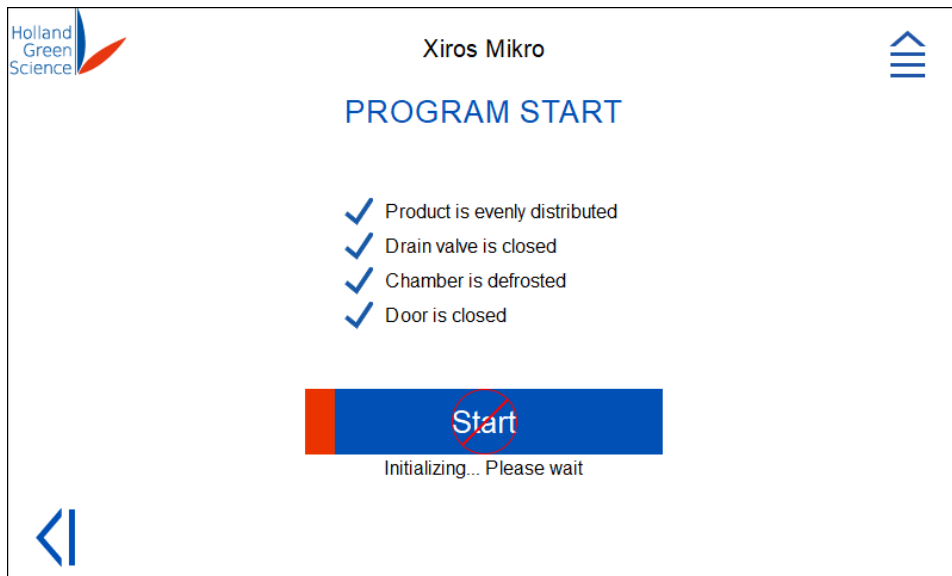 Holland
Green
Science
Xiros Mikro
PROGRAM START
Product is evenly distributed
Drain valve is closed
Chamber is defrosted
Door is closed
Start
Initializing... Please wait